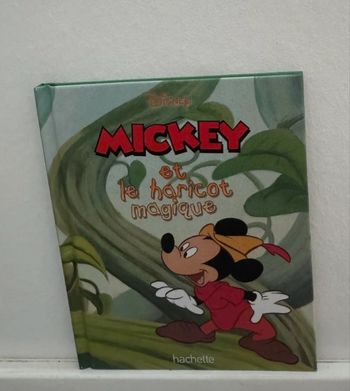 Disney
MICKEY
et
le haricot
magique
hachette